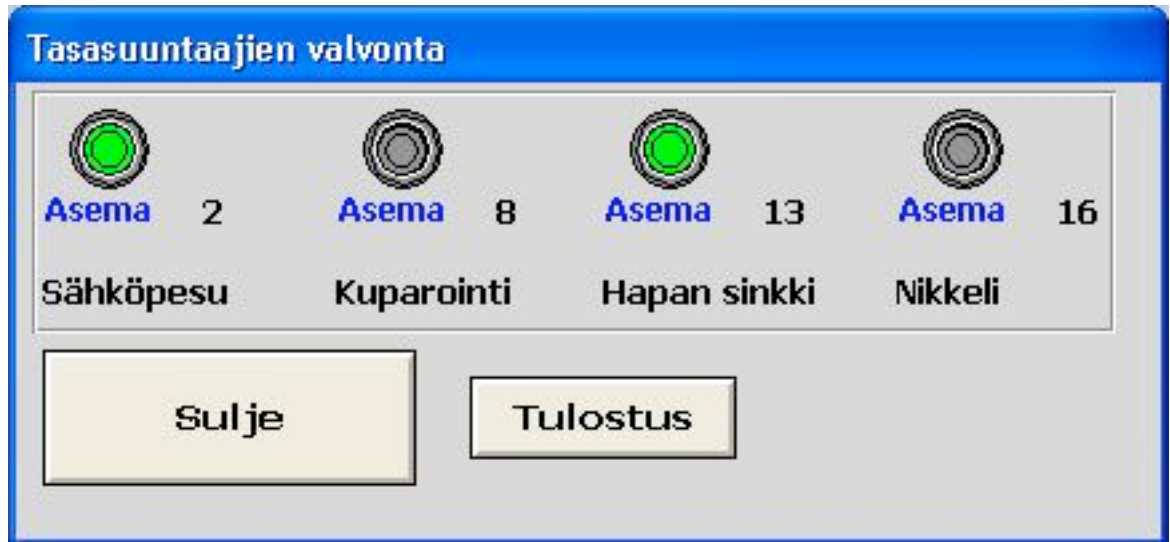 Tasasuuntaajien valvonta
Asema 2 Asema 8 Asema 13 Asema 16
Sähköpesu Kuparointi Hapan sinkki Nikkeli
Sulje Tulostus